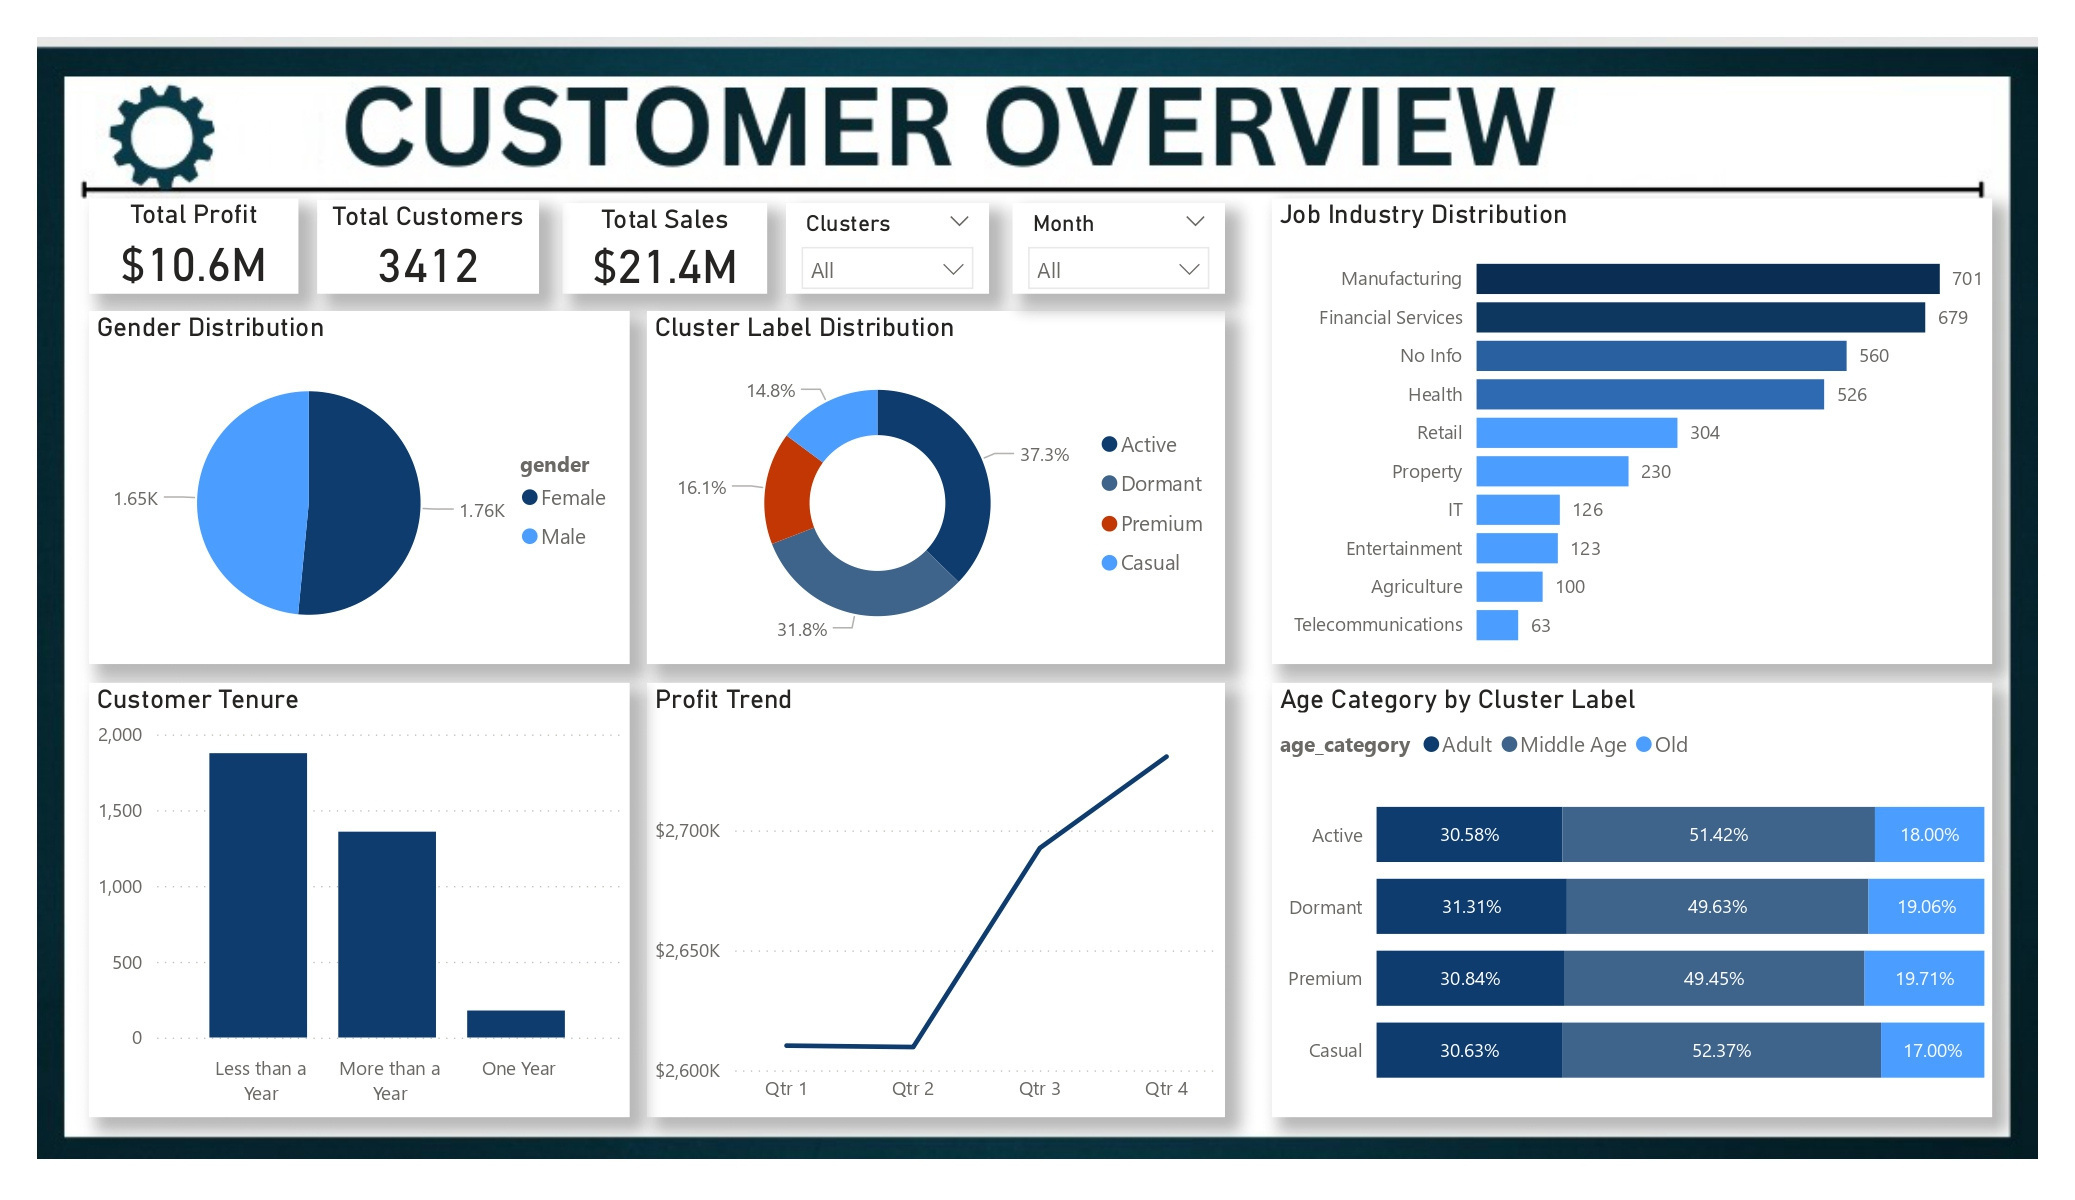 CUSTOMER OVERVIEW
Total Profit
$10.6M
Total Customers
3412
Total Sales
$21.4M
Clusters
All
Month
All
Gender Distribution
1.65K
1.76K
gender
Female
Male
Cluster Label Distribution
14.8%
37.3%
16.1%
31.8%
Active
Dormant
Premium
Casual
Job Industry Distribution
Manufacturing 701
Financial Services 679
No Info 560
Health 526
Retail 304
Property 230
IT 126
Entertainment 123
Agriculture 100
Telecommunications 63
Customer Tenure
2,000
1,500
1,000
500
0
Less than a
Year
More than a
Year
One Year
Profit Trend
$2,700K
$2,650K
$2,600K
Qtr 1 Qtr 2 Qtr 3 Qtr 4
Age Category by Cluster Label
age_category Adult Middle Age Old
Active 30.58% 51.42% 18.00%
Dormant 31.31% 49.63% 19.06%
Premium 30.84% 49.45% 19.71%
Casual 30.63% 52.37% 17.00%